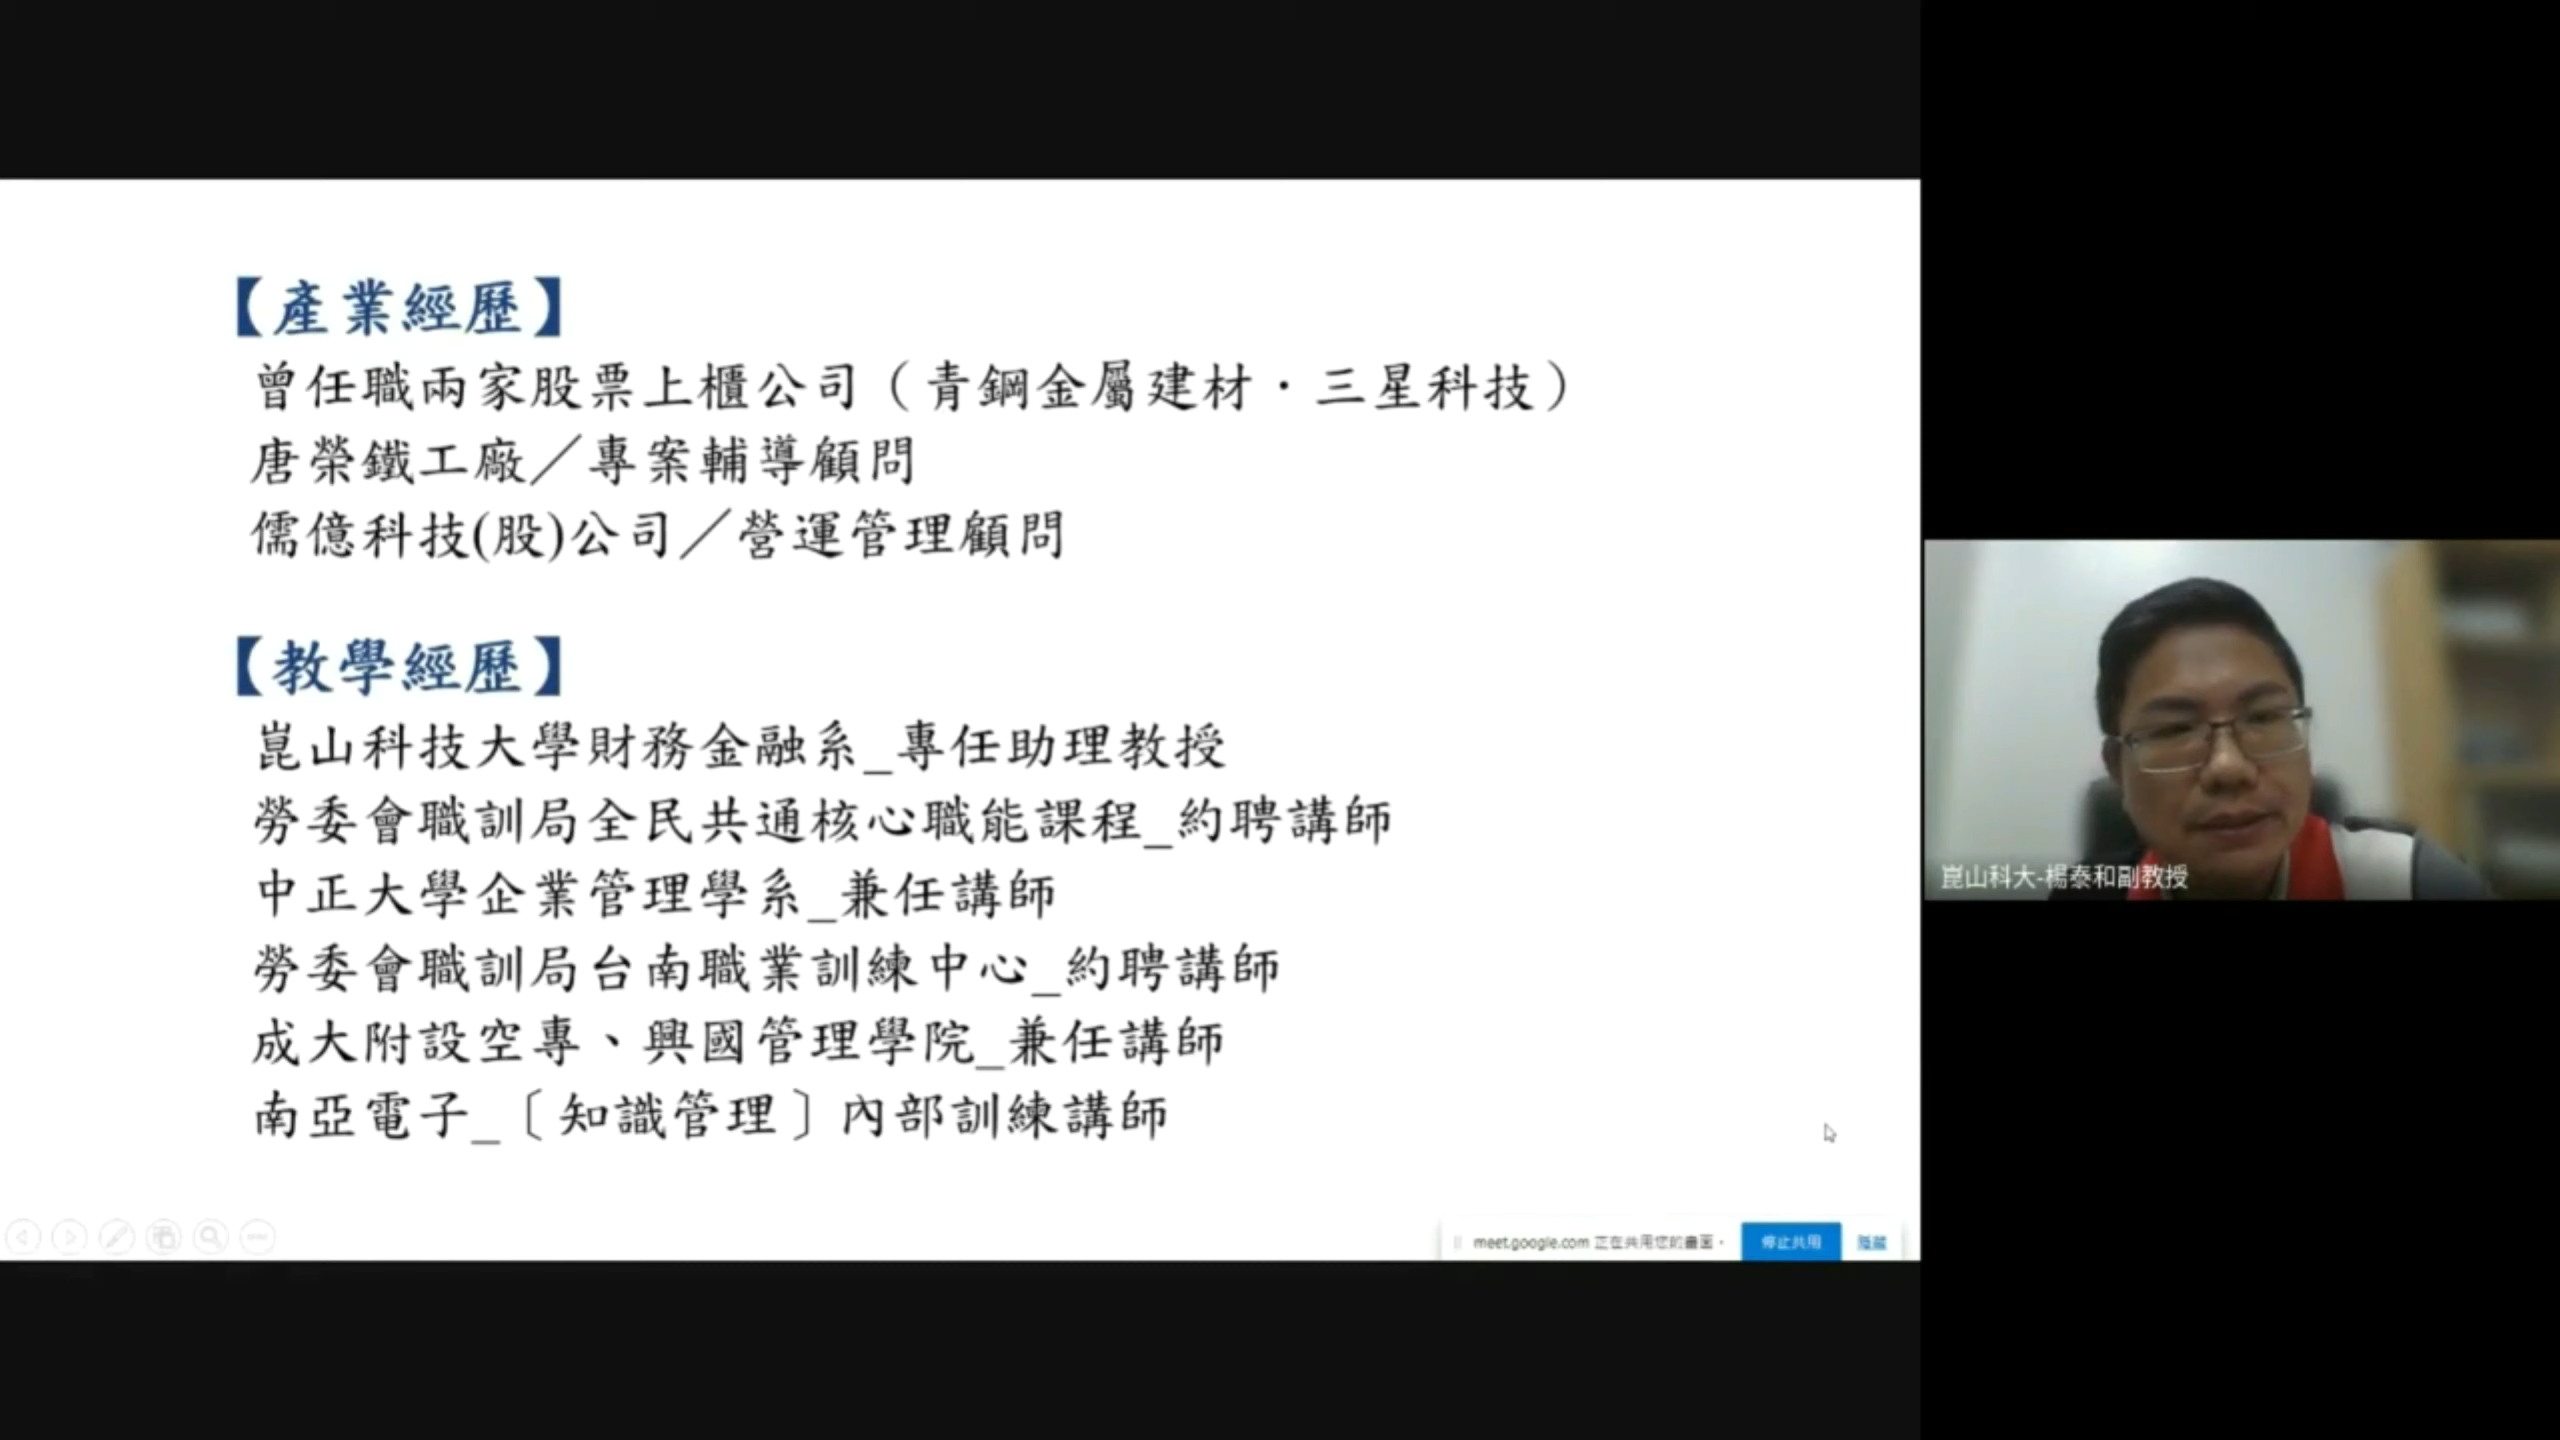 【產業經歷】
曾任職兩家股票上櫃公司（青鋼金屬建材．三星科技）
唐榮鐵工廠／專案輔導顧問
儒億科技(股)公司／營運管理顧問
【教學經歷】
崑山科技大學財務金融系_專任助理教授
勞委會職訓局全民共通核心職能課程_約聘講師
中正大學企業管理學系_兼任講師
勞委會職訓局台南職業訓練中心_約聘講師
成大附設空專、興國管理學院_兼任講師
南亞電子_〔知識管理〕內部訓練講師
meet.google.com 正在共用您的畫面。 停止共用 隱藏
崑山科大-楊泰和副教授